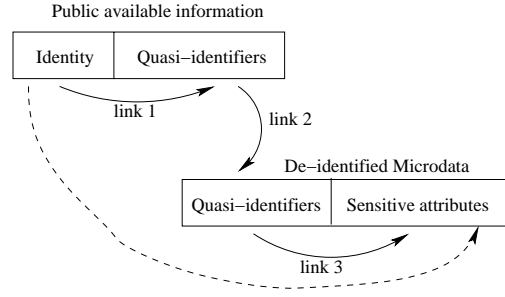 Public available information
Identity Quasi−identifiers
link 1
link 2
De−identified Microdata
Quasi−identifiers Sensitive attributes
link 3